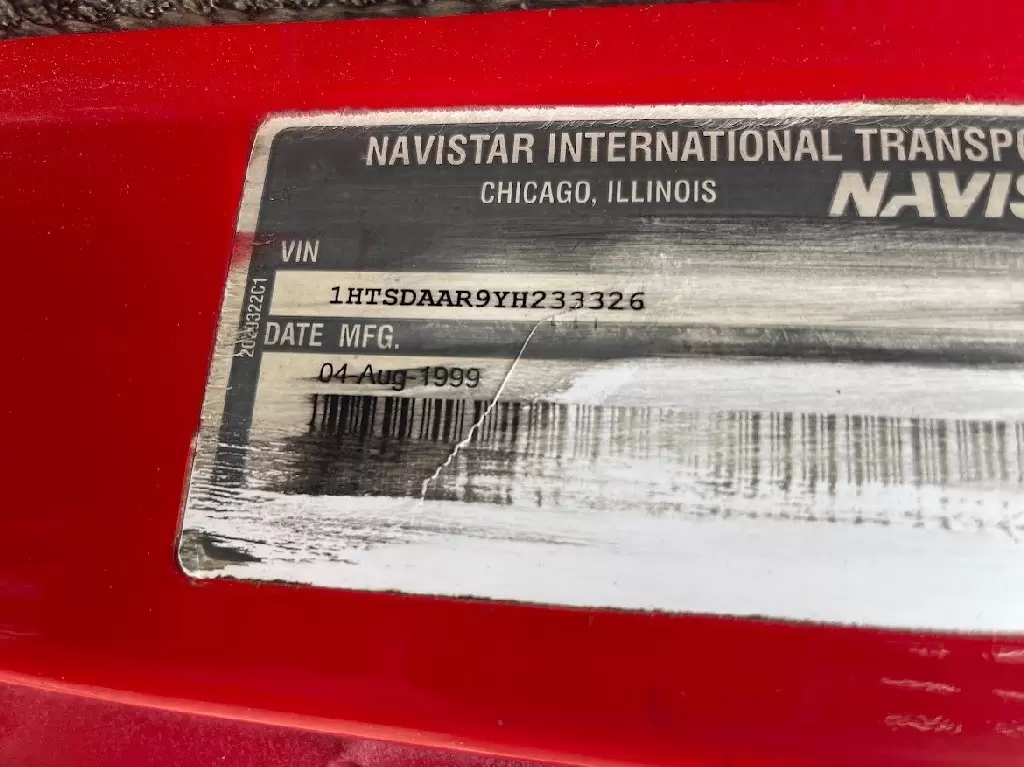 NAVISTAR INTERNATIONAL TRANSPO
CHICAGO, ILLINOIS
NAVIS
VIN
1HTSDAAR9YH233326
DATE MFG.
04-Aug-1999